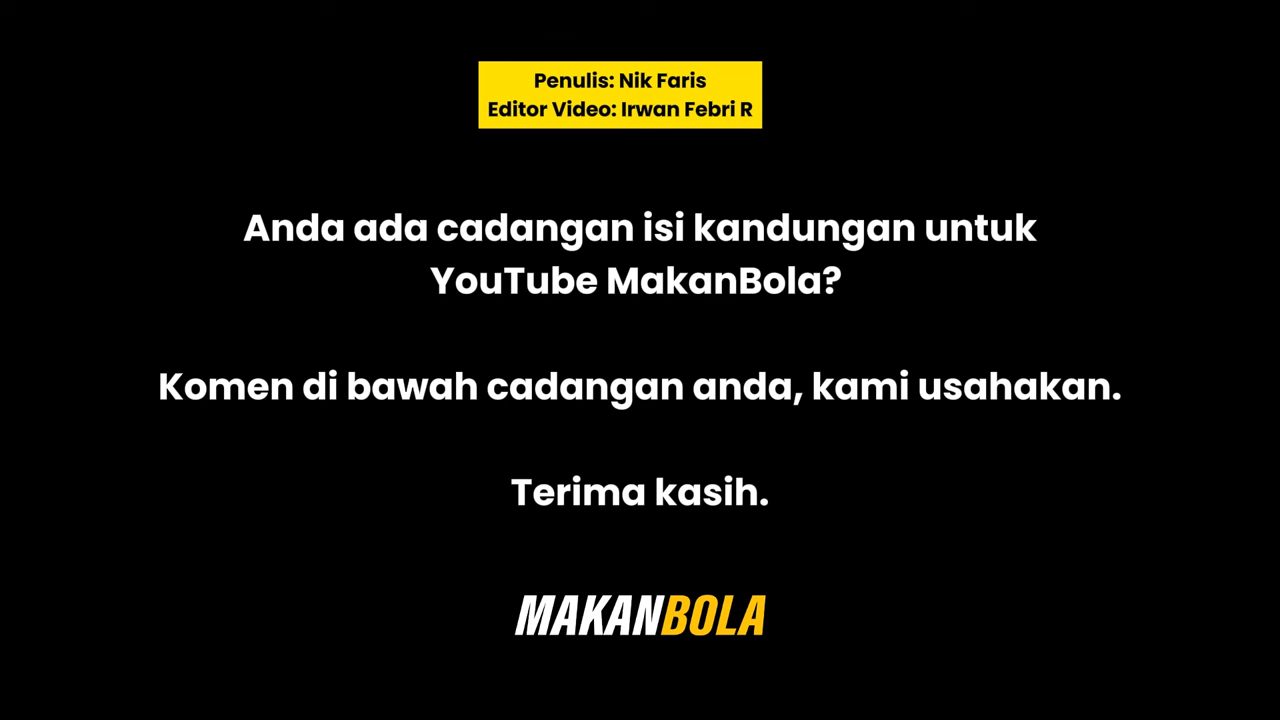 Penulis: Nik Faris
Editor Video: Irwan Febri R
Anda ada cadangan isi kandungan untuk
YouTube MakanBola?
Komen di bawah cadangan anda, kami usahakan.
Terima kasih.
MAKANBOLA